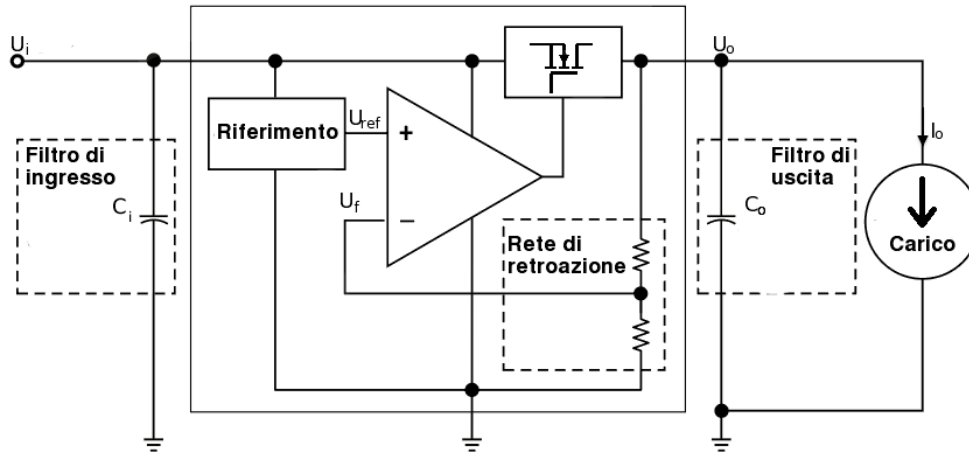 Ui
Uo
Riferimento
Uref
+
Io
Filtro di
ingresso
Ci
Uf
−
Rete di
retroazione
Filtro di
uscita
Co
Carico